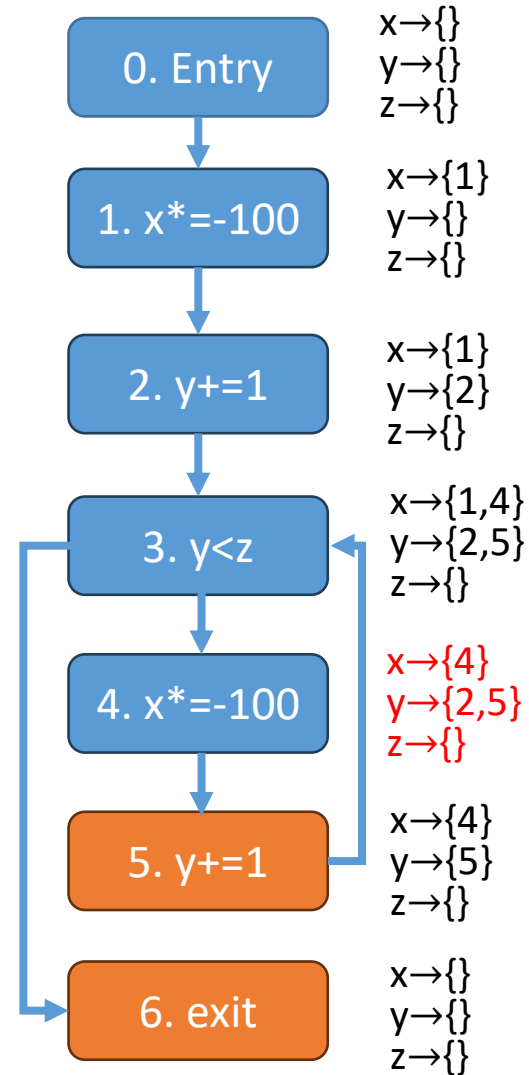 0. Entry
x→{}
y→{}
z→{}
1. x*=-100
x→{1}
y→{}
z→{}
2. y+=1
x→{1}
y→{2}
z→{}
3. y<z
x→{1,4}
y→{2,5}
z→{}
4. x*=-100
x→{4}
y→{2,5}
z→{}
5. y+=1
x→{4}
y→{5}
z→{}
6. exit
x→{}
y→{}
z→{}